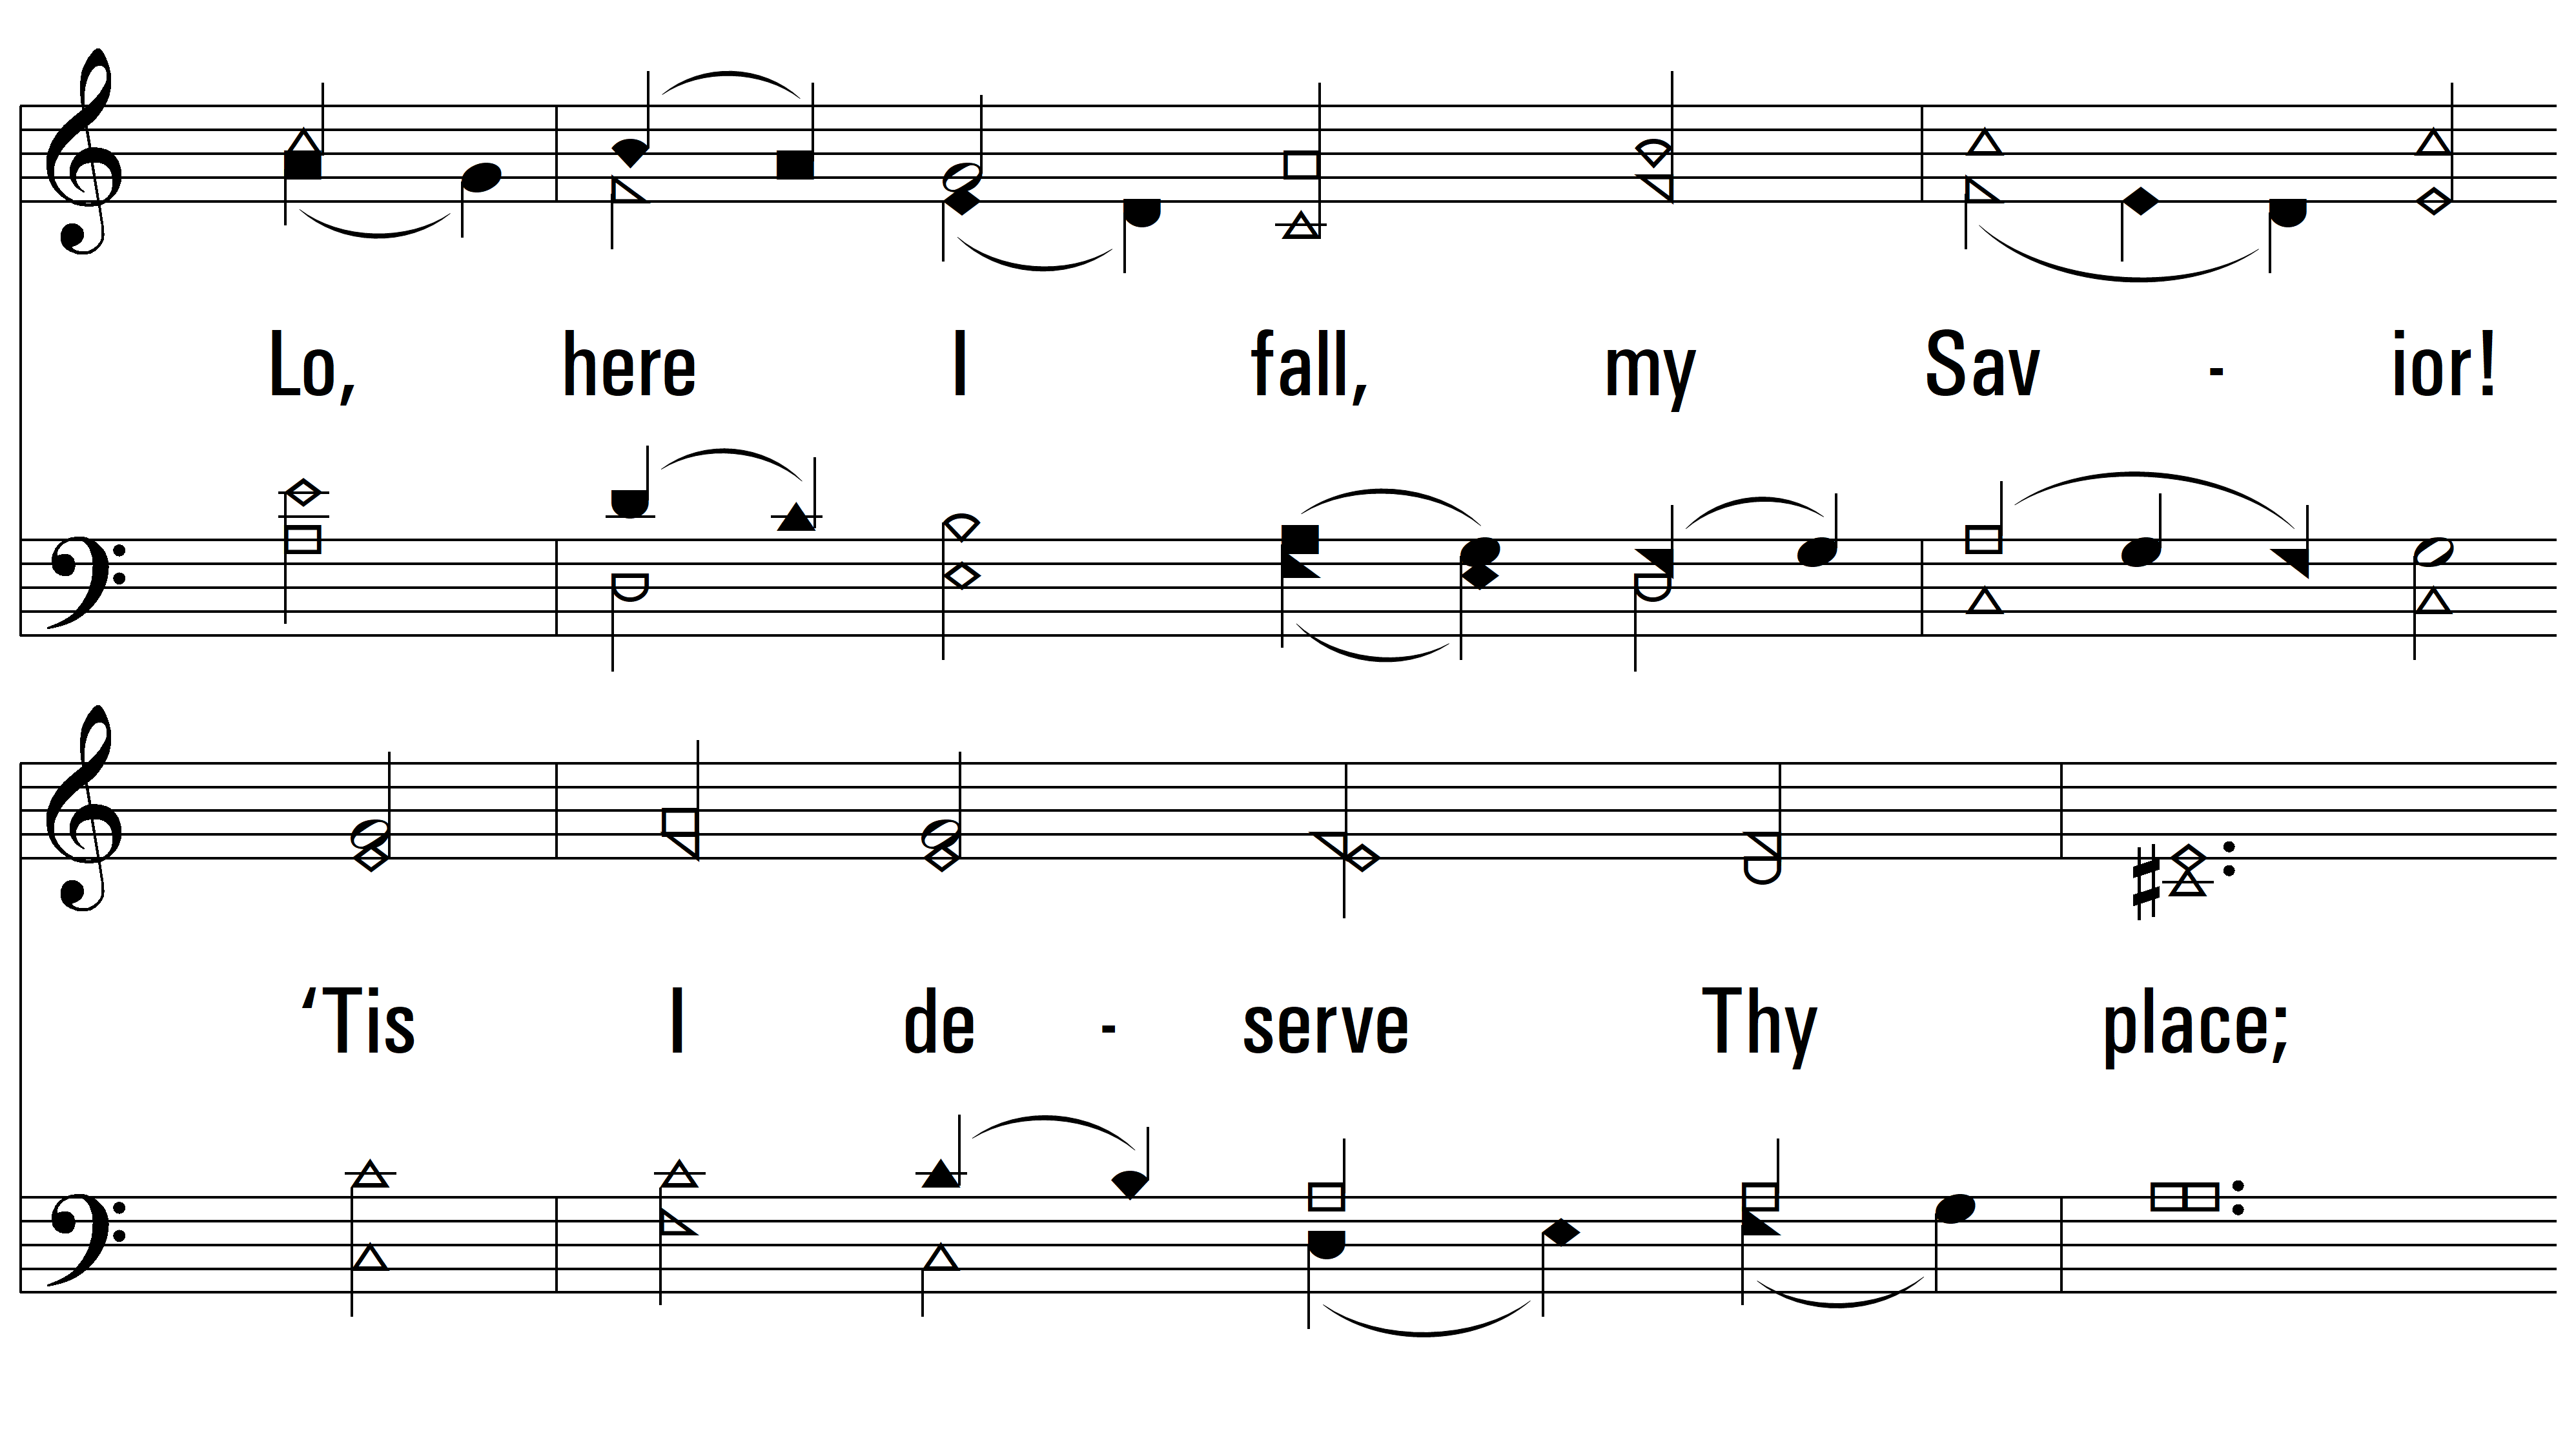 Lo, here I fall, my Sav - ior!
‘Tis I de - serve Thy place;